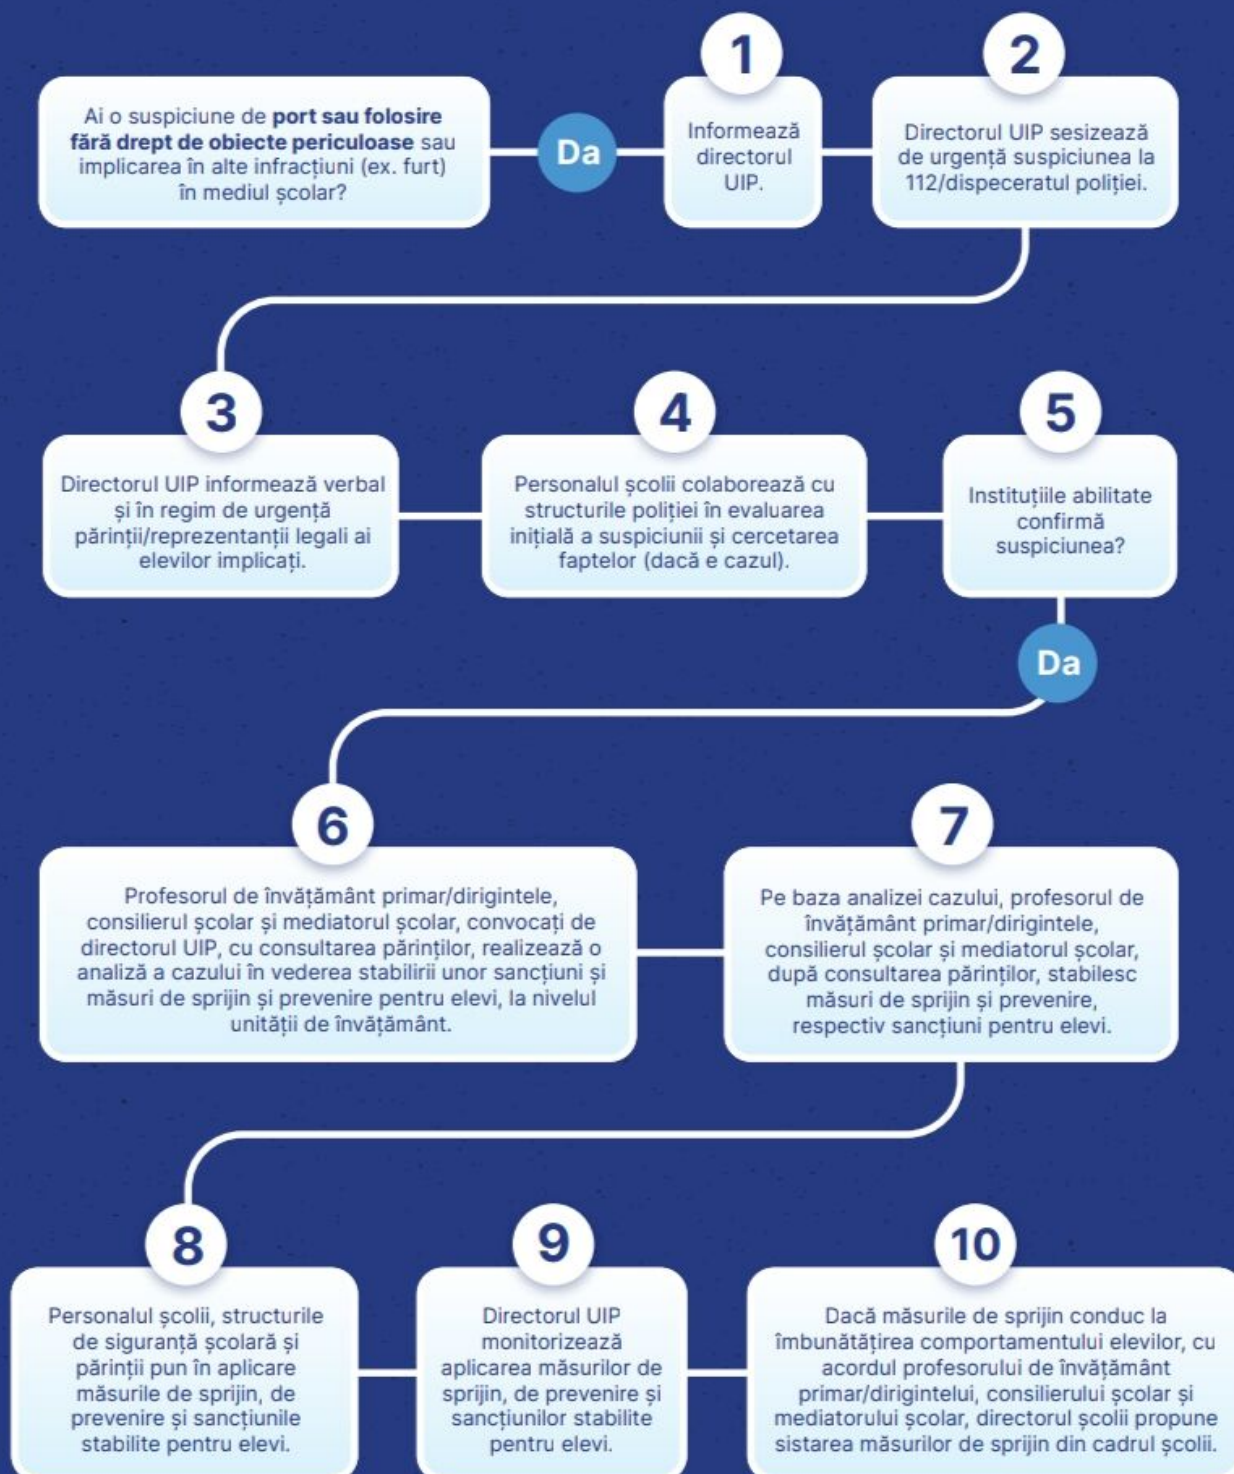 Ai o suspiciune de port sau folosire
fără drept de obiecte periculoase sau
implicarea în alte infracțiuni (ex. furt)
în mediul școlar?
Da
1
Informează
directorul
UIP.
2
Directorul UIP sesizează
de urgență suspiciunea la
112/dispeceratul poliției.
3
Directorul UIP informează verbal
și în regim de urgență
părinții/reprezentanții legali ai
elevilor implicați.
4
Personalul școlii colaborează cu
structurile poliției în evaluarea
inițială a suspiciunii și cercetarea
faptelor (dacă e cazul).
5
Instituțiile abilitate
confirmă
suspiciunea?
Da
6
Profesorul de învățământ primar/dirigintele,
consilierul școlar și mediatorul școlar, convocați de
directorul UIP, cu consultarea părinților, realizează o
analiză a cazului în vederea stabilirii unor sancțiuni și
măsuri de sprijin și prevenire pentru elevi, la nivelul
unității de învățământ.
7
Pe baza analizei cazului, profesorul de
învățământ primar/dirigintele,
consilierul școlar și mediatorul școlar,
după consultarea părinților, stabilesc
măsuri de sprijin și prevenire,
respectiv sancțiuni pentru elevi.
8
Personalul școlii, structurile
de siguranță școlară și
părinții pun în aplicare
măsurile de sprijin, de
prevenire și sancțiunile
stabilite pentru elevi.
9
Directorul UIP
monitorizează
aplicarea măsurilor de
sprijin, de prevenire și
sancțiunilor stabilite
pentru elevi.
10
Dacă măsurile de sprijin conduc la
îmbunătățirea comportamentului elevilor, cu
acordul profesorului de învățământ
primar/dirigintelui, consilierului școlar și
mediatorului școlar, directorul școlii propune
sistarea măsurilor de sprijin din cadrul școlii.